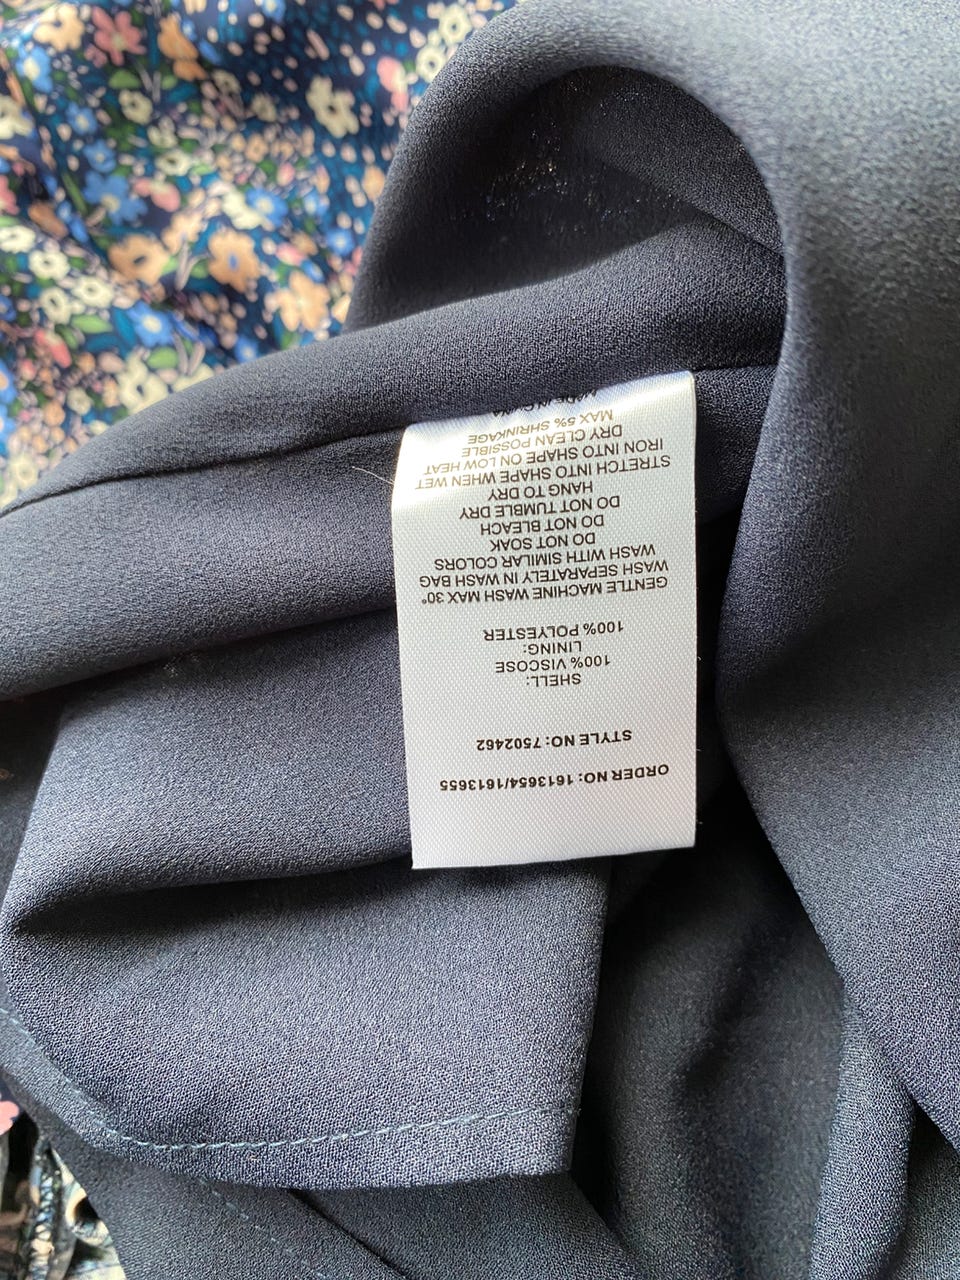 ORDER NO: 1613654/1613655
STYLE NO: 7502462
SHELL:
100% VISCOSE
LINING:
100% POLYESTER
GENTLE MACHINE WASH MAX 30°
WASH SEPARATELY IN WASH BAG
WASH WITH SIMILAR COLORS
DO NOT SOAK
DO NOT BLEACH
DO NOT TUMBLE DRY
HANG TO DRY
STRETCH INTO SHAPE WHEN WET
IRON INTO SHAPE ON LOW HEAT
DRY CLEAN POSSIBLE
MAX 5% SHRINKAGE
MADE IN CHINA